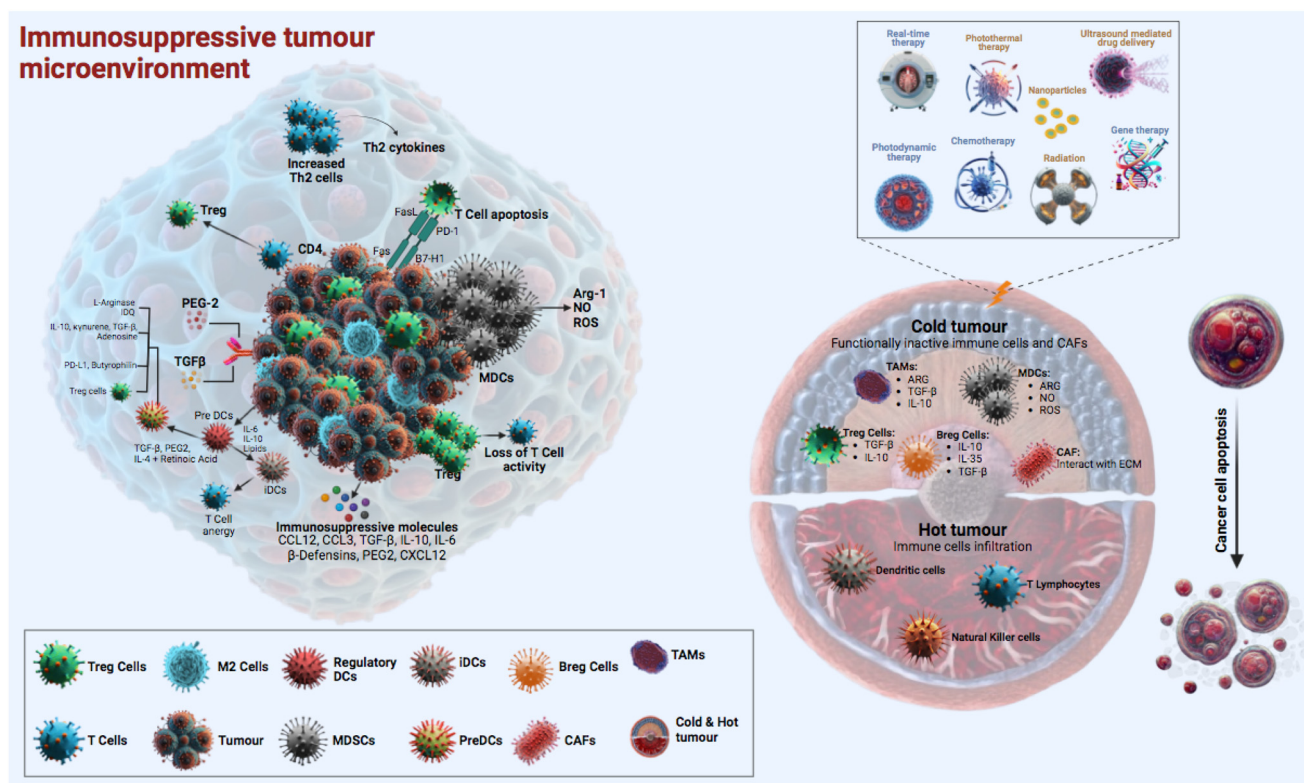 Immunosuppressive tumour
microenvironment
Increased
Th2 cells
Th2 cytokines
Treg
CD4
FasL
T Cell apoptosis
PD-1
Fas
B7-H1
Arg-1
NO
ROS
MDCs
L-Arginase
IDQ
IL-10, kynurene, TGF-β,
Adenosine
PD-L1, Butyrophilin
Treg cells
PEG-2
TGFβ
Pre DCs
IL-6
IL-10
Lipids
TGF-β, PEG2,
IL-4 + Retinoic Acid
iDCs
T Cell
anergy
Treg
Loss of T Cell
activity
Immunosuppressive molecules
CCL12, CCL3, TGF-β, IL-10, IL-6
β-Defensins, PEG2, CXCL12
Treg Cells
M2 Cells
Regulatory
DCs
iDCs
Breg Cells
TAMs
T Cells
Tumour
MDSCs
PreDCs
CAFs
Cold & Hot
tumour
Real-time
therapy
Photothermal
therapy
Ultrasound mediated
drug delivery
Nanoparticles
Photodynamic
therapy
Chemotherapy
Radiation
Gene therapy
Cold tumour
Functionally inactive immune cells and CAFs
TAMs:
• ARG
• TGF-β
• IL-10
MDCs:
• ARG
• NO
• ROS
Treg Cells:
• TGF-β
• IL-10
Breg Cells:
• IL-10
• IL-35
• TGF-β
CAF:
Interact with ECM
Hot tumour
Immune cells infiltration
Dendritic cells
T Lymphocytes
Natural Killer cells
Cancer cell apoptosis